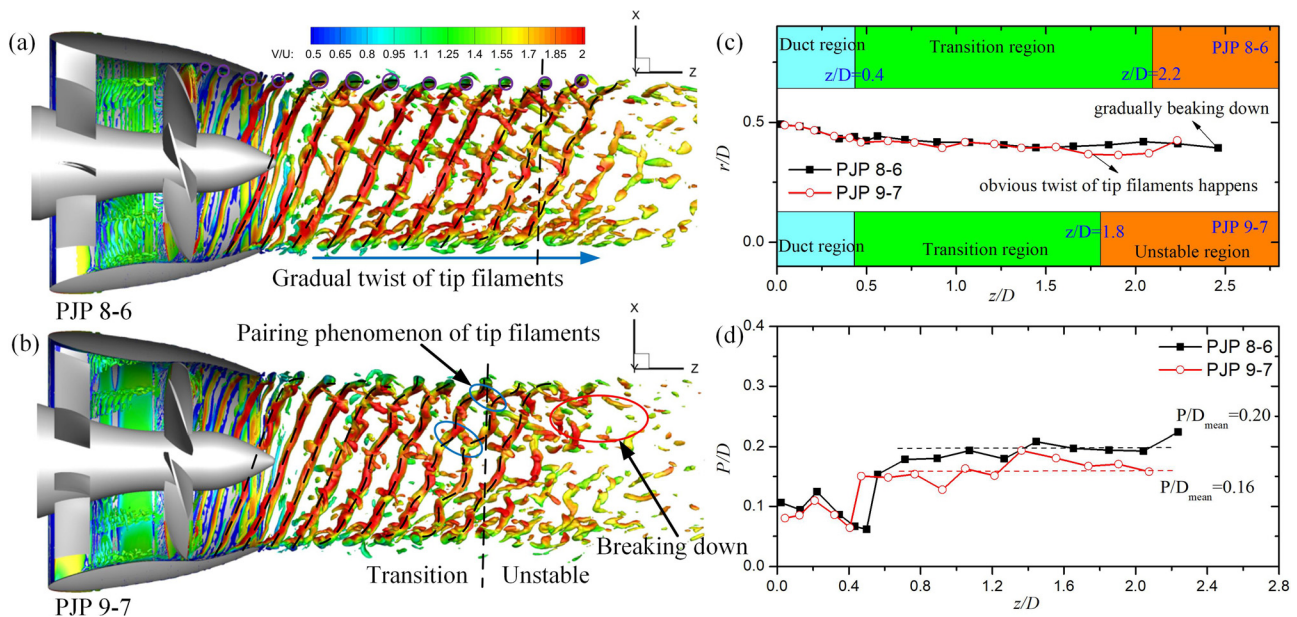 (a)
V/U: 0.5 0.65 0.8 0.95 1.1 1.25 1.4 1.55 1.7 1.85 2
X
Z
Gradual twist of tip filaments
PJP 8-6
(b)
Pairing phenomenon of tip filaments
X
Z
Breaking down
Transition
Unstable
PJP 9-7
(c)
Duct region
Transition region
PJP 8-6
z/D=0.4
z/D=2.2
gradually beaking down
PJP 8-6
PJP 9-7
obvious twist of tip filaments happens
Duct region
Transition region
z/D=1.8
PJP 9-7
Unstable region
r/D
0.5
0.0
0.0 0.5 1.0 1.5 2.0 2.5
z/D
(d)
PJP 8-6
PJP 9-7
P/Dmean=0.20
P/Dmean=0.16
P/D
0.4
0.3
0.2
0.1
0.0
0.0 0.4 0.8 1.2 1.6 2.0 2.4 2.8
z/D